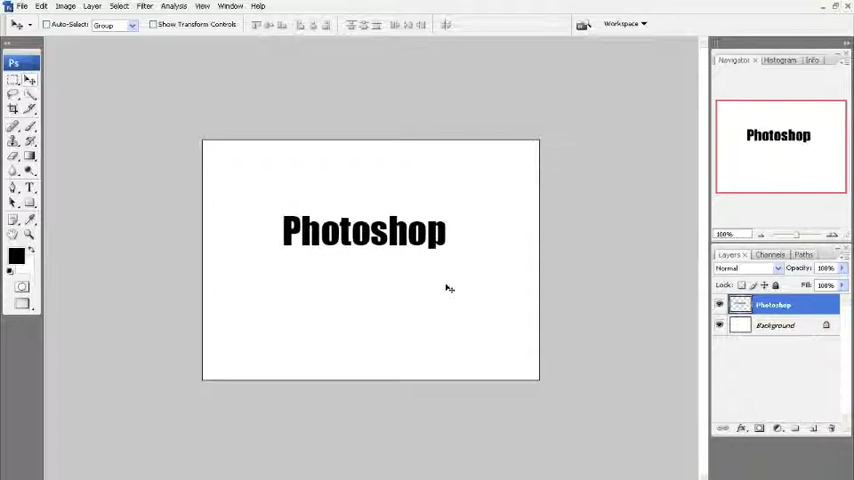 File Edit Image Layer Select Filter Analysis View Window Help
Auto-Select: Group Show Transform Controls Workspace
Ps
Navigator Histogram Info
Photoshop
Photoshop
100%
Layers Channels Paths
Normal Opacity: 100%
Lock: Fill: 100%
Photoshop
Background